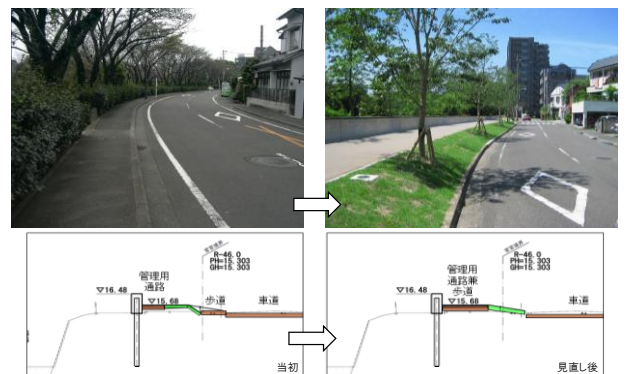 R-46.0
PH=15.303
GH=15.303
管理用
通路
▽16.48
▽15.68
歩道
車道
当初
R-46.0
PH=15.303
GH=15.303
管理用
通路兼
歩道
▽16.48
▽15.68
車道
見直し後